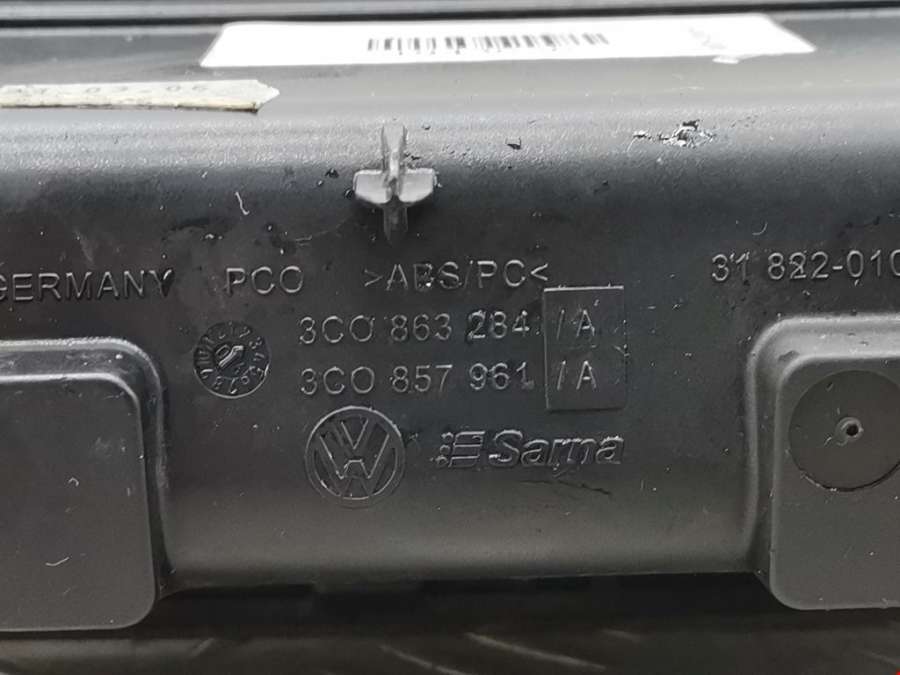 GERMANY PCO >ABS/PC< 31 822-010
3C0 863 284 /A
3C0 857 961 /A
Sarma